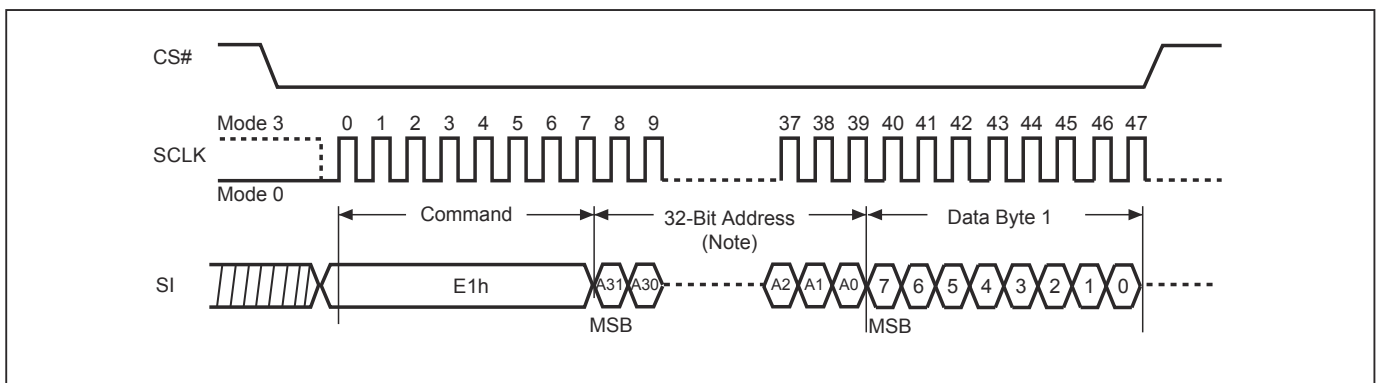 CS#
Mode 3
0 1 2 3 4 5 6 7 8 9 37 38 39 40 41 42 43 44 45 46 47
SCLK
Mode 0
Command 32-Bit Address (Note) Data Byte 1
SI E1h A31 A30 A2 A1 A0 7 6 5 4 3 2 1 0
MSB MSB